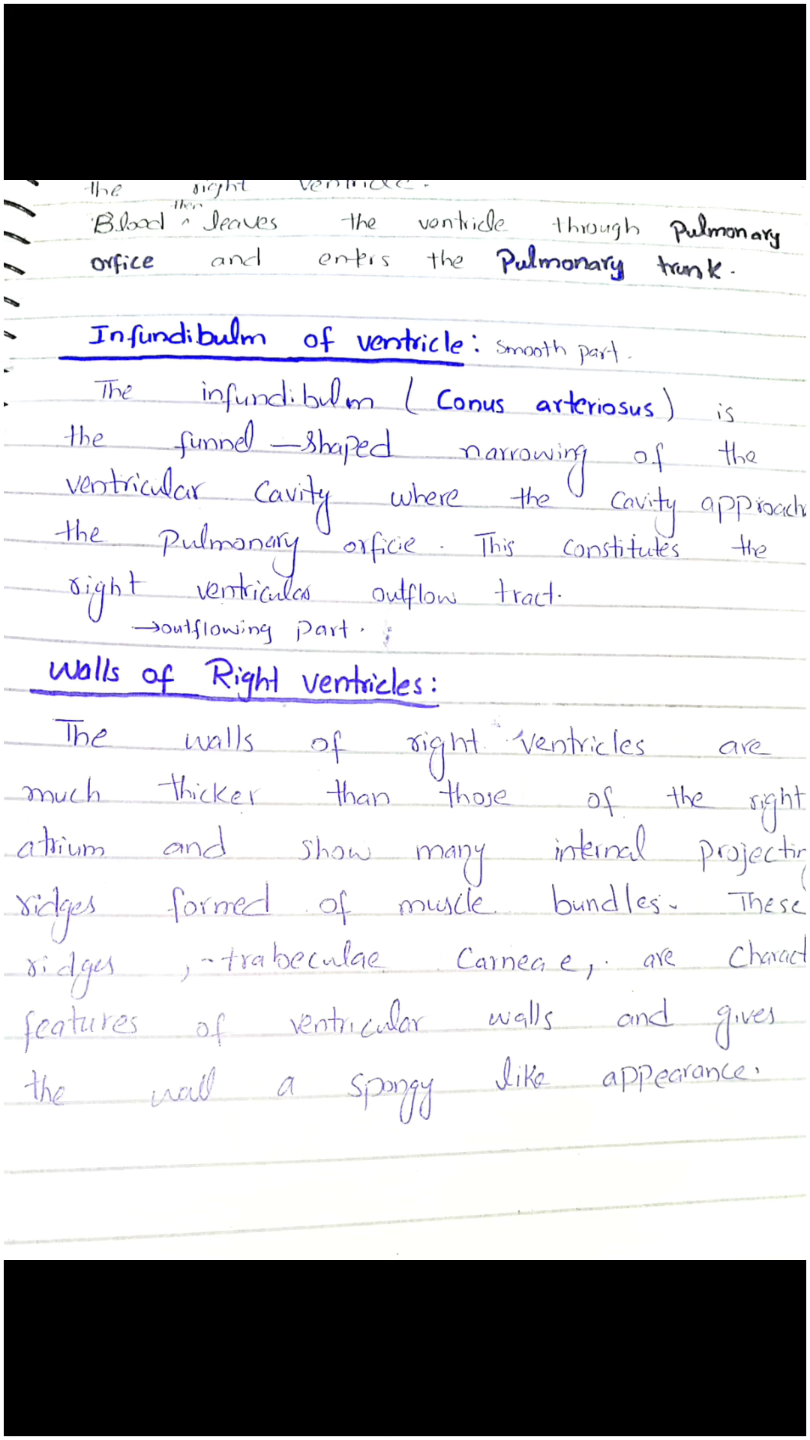 the right ventricle.
then
Blood ^ leaves the ventricle through Pulmonary
orfice and enters the Pulmonary trunk.
Infundibulm of ventricle: smooth part.
The infundibulm (Conus arteriosus) is
the funnel-shaped narrowing of the
ventricular cavity where the cavity approach
the pulmonary orficie. This constitutes the
right ventricular outflow tract.
→outflowing part.
Walls of Right ventricles:
The walls of right ventricles are
much thicker than those of the right
atrium and show many internal projectin
ridges formed of muscle bundles. These
ridges, -trabeculae Carneae, are charact
features of ventricular walls and gives
the wall a spongy like appearance.